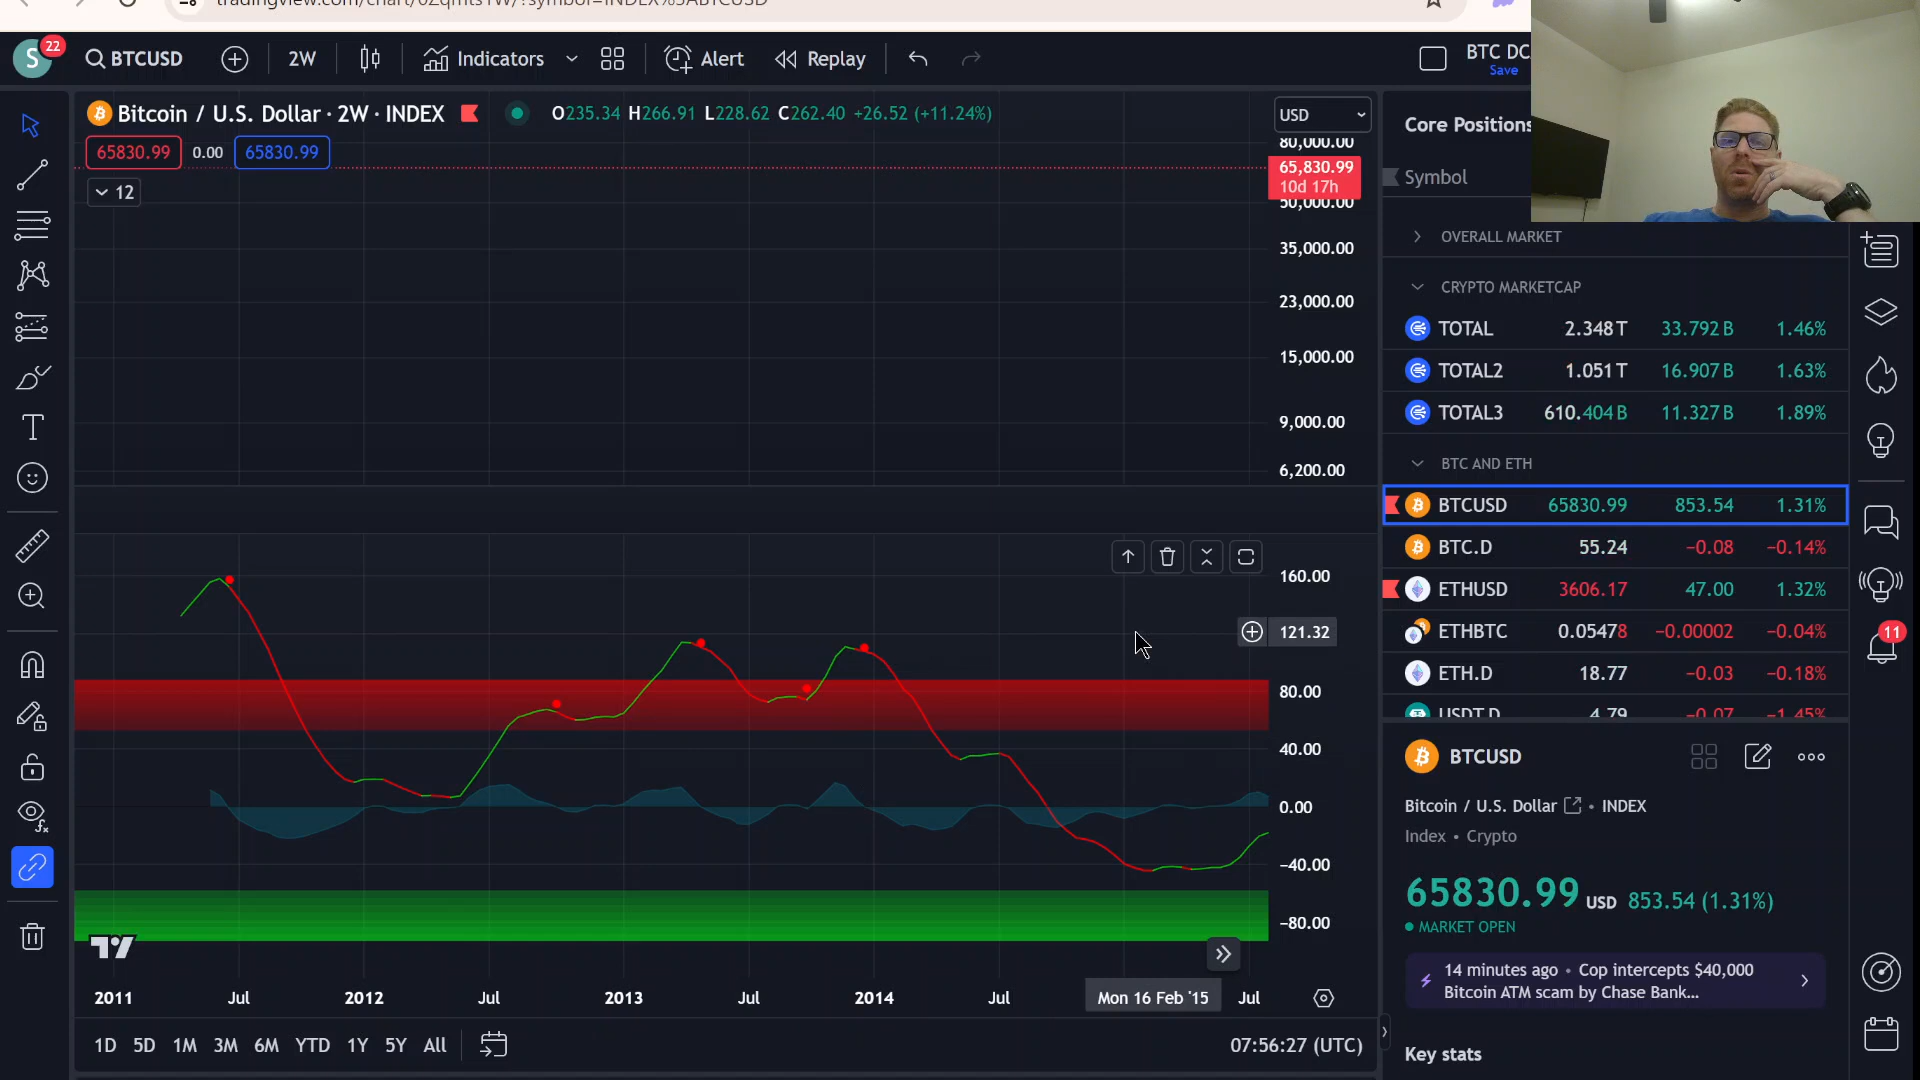 tradingview.com/chart/
S
22
BTCUSD
2W
Indicators
Alert
Replay
BTC DC
Save
Bitcoin / U.S. Dollar · 2W · INDEX
O235.34 H266.91 L228.62 C262.40 +26.52 (+11.24%)
USD
65830.99
0.00
65830.99
12
80,000.00
65,830.99
10d 17h
50,000.00
35,000.00
23,000.00
15,000.00
9,000.00
6,200.00
160.00
121.32
80.00
40.00
0.00
−40.00
−80.00
2011 Jul 2012 Jul 2013 Jul 2014 Jul Mon 16 Feb '15 Jul
1D 5D 1M 3M 6M YTD 1Y 5Y All
07:56:27 (UTC)
Core Positions
Symbol
OVERALL MARKET
CRYPTO MARKETCAP
TOTAL 2.348 T 33.792 B 1.46%
TOTAL2 1.051 T 16.907 B 1.63%
TOTAL3 610.404 B 11.327 B 1.89%
BTC AND ETH
BTCUSD 65830.99 853.54 1.31%
BTC.D 55.24 −0.08 −0.14%
ETHUSD 3606.17 47.00 1.32%
ETHBTC 0.05478 −0.00002 −0.04%
ETH.D 18.77 −0.03 −0.18%
USDT.D 4.79 −0.07 −1.45%
11
BTCUSD
Bitcoin / U.S. Dollar • INDEX
Index • Crypto
65830.99 USD 853.54 (1.31%)
MARKET OPEN
14 minutes ago • Cop intercepts $40,000
Bitcoin ATM scam by Chase Bank...
Key stats